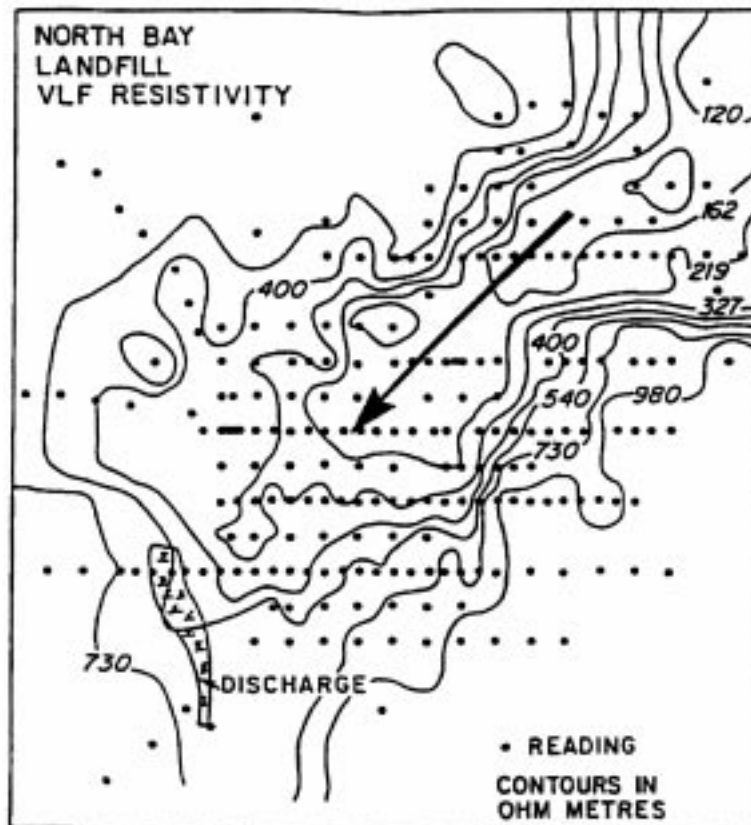 NORTH BAY
LANDFILL
VLF RESISTIVITY
120
162
219
327
400
400
540
980
730
730
DISCHARGE
• READING
CONTOURS IN
OHM METRES